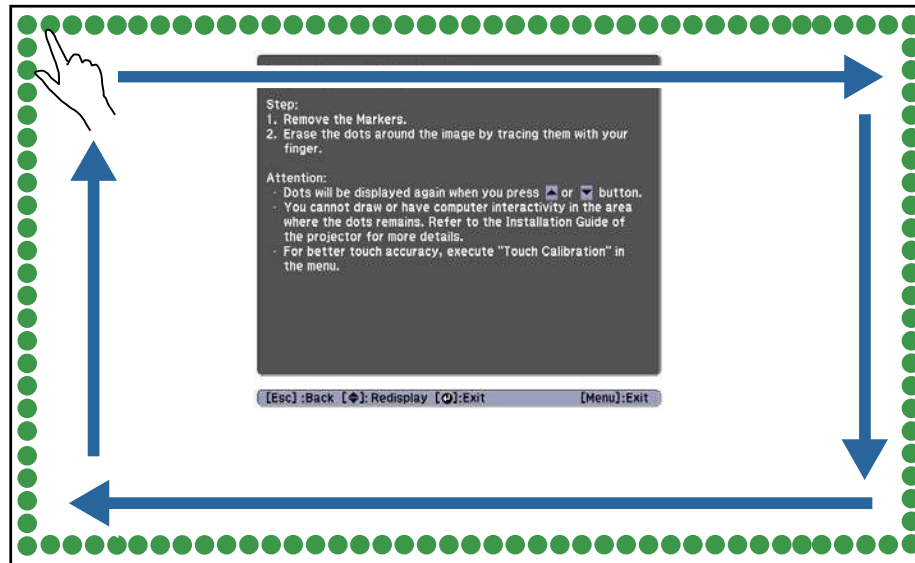 Step:
1. Remove the Markers.
2. Erase the dots around the image by tracing them with your
finger.
Attention:
· Dots will be displayed again when you press or button.
· You cannot draw or have computer interactivity in the area
where the dots remains. Refer to the Installation Guide of
the projector for more details.
· For better touch accuracy, execute "Touch Calibration" in
the menu.
[Esc] :Back [◆]: Redisplay [↵]:Exit [Menu]:Exit